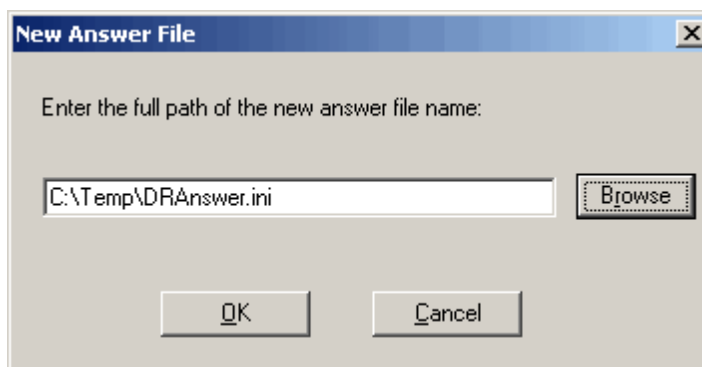 New Answer File
Enter the full path of the new answer file name:
C:\Temp\DRAnswer.ini
Browse
OK
Cancel